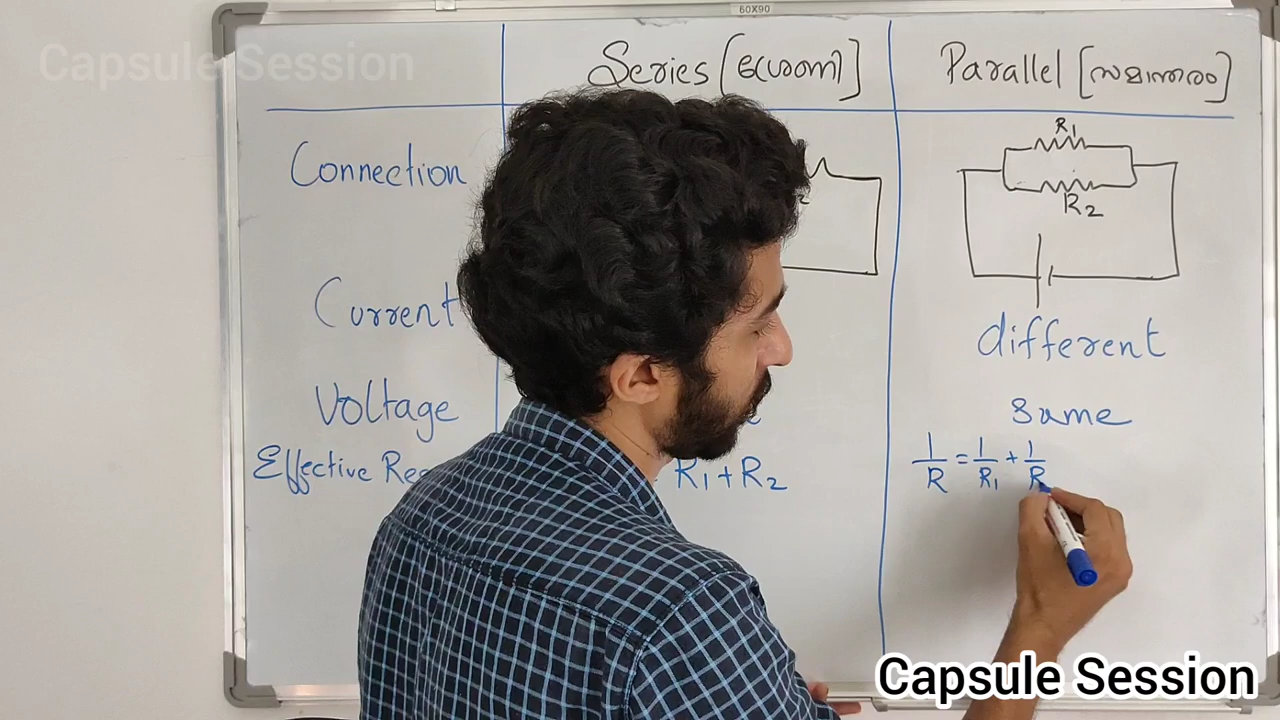 60X90
Capsule Session
Series [ശ്രേണി] Parallel [സമാന്തരം]
Connection
R1
R2
Current different
Voltage Same
Effective R1+R2 1/R = 1/R1 + 1/R
Capsule Session